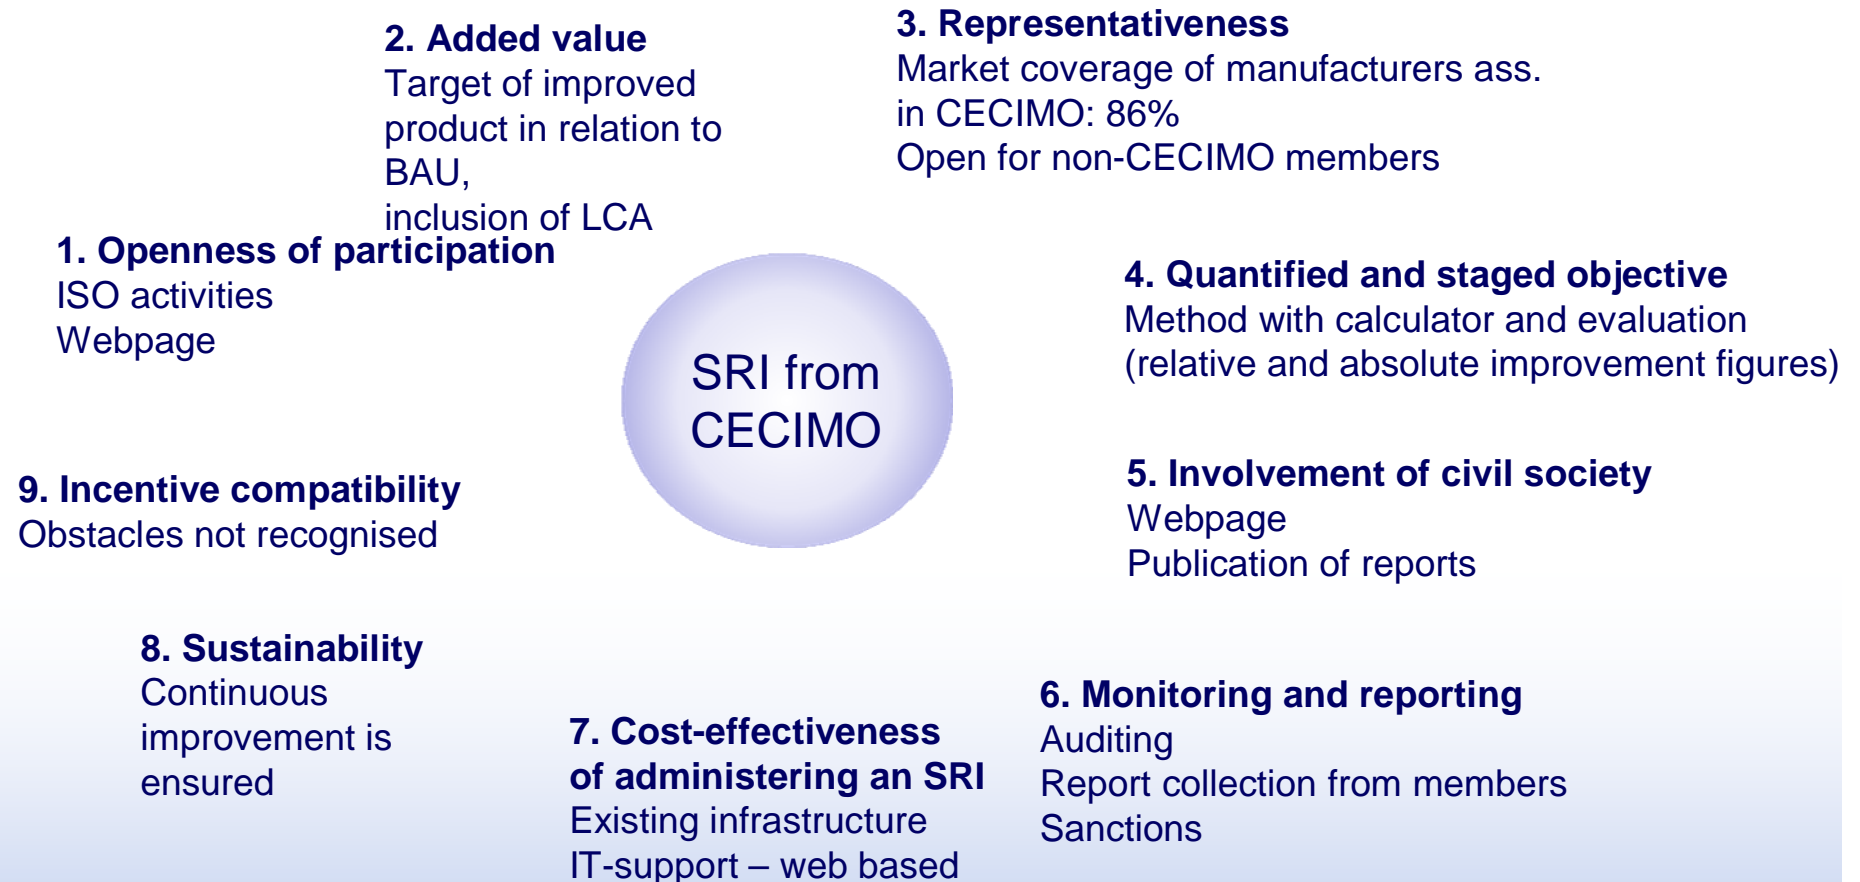 2. Added value
Target of improved
product in relation to
BAU,
inclusion of LCA
3. Representativeness
Market coverage of manufacturers ass.
in CECIMO: 86%
Open for non-CECIMO members
1. Openness of participation
ISO activities
Webpage
SRI from
CECIMO
4. Quantified and staged objective
Method with calculator and evaluation
(relative and absolute improvement figures)
9. Incentive compatibility
Obstacles not recognised
5. Involvement of civil society
Webpage
Publication of reports
8. Sustainability
Continuous
improvement is
ensured
7. Cost-effectiveness
of administering an SRI
Existing infrastructure
IT-support – web based
6. Monitoring and reporting
Auditing
Report collection from members
Sanctions